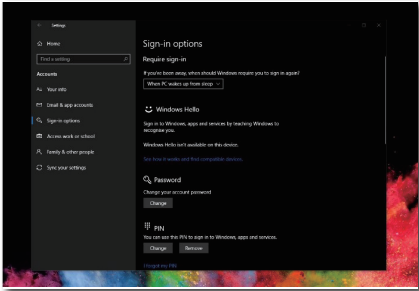 Settings
Home
Find a setting
Accounts
Your info
Email & app accounts
Sign-in options
Access work or school
Family & other people
Sync your settings
Sign-in options
Require sign-in
If you've been away, when should Windows require you to sign in again?
When PC wakes up from sleep
Windows Hello
Sign in to Windows, apps and services by teaching Windows to
recognise you.
Windows Hello isn't available on this device.
See how it works and find compatible devices.
Password
Change your account password
Change
PIN
You can use this PIN to sign in to Windows, apps and services.
Change
Remove
I forgot my PIN